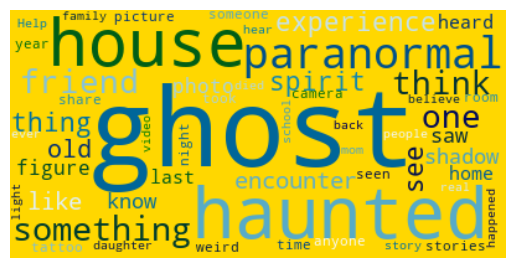 Help family picture someone hear experience heard
year house paranormal
friend photo used spirit think
share took camera believe room
thing ghost one
ever old video night school back people see saw
figure last mom seen shadow
light like know encounter home real
something haunted happened
tattoo daughter weird time anyone story stories